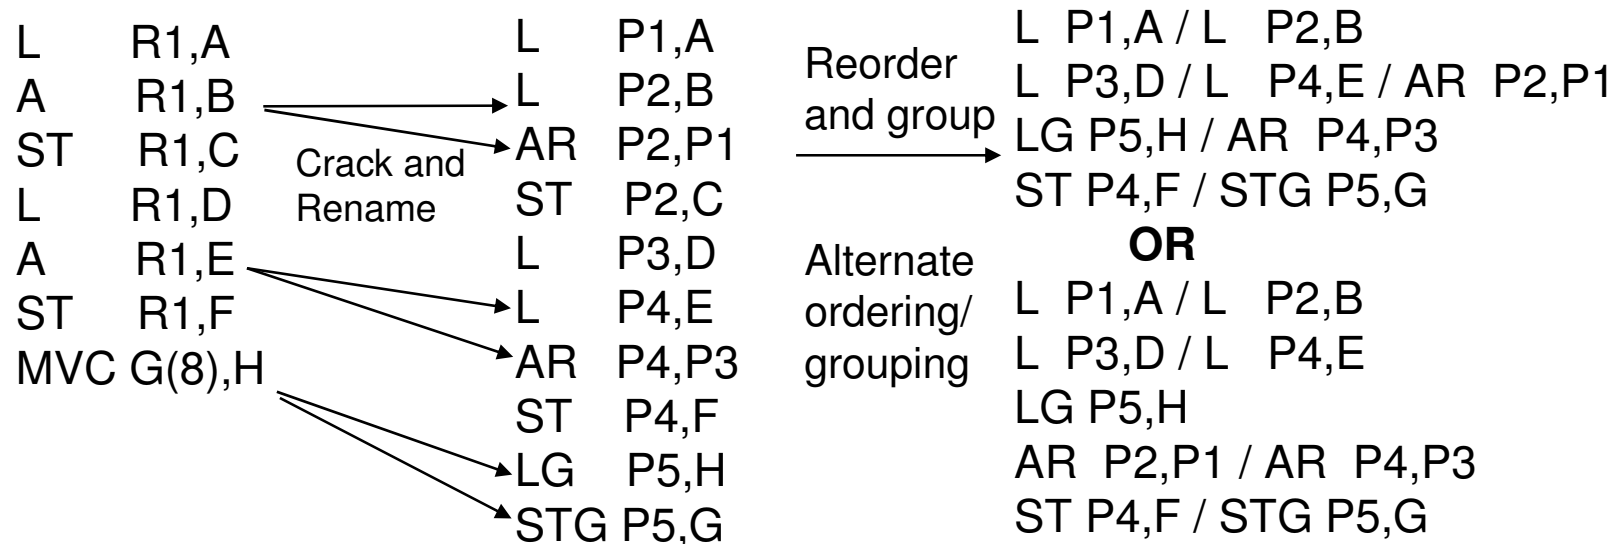 L R1,A
A R1,B
ST R1,C
L R1,D
A R1,E
ST R1,F
MVC G(8),H
Crack and
Rename
L P1,A
L P2,B
AR P2,P1
ST P2,C
L P3,D
L P4,E
AR P4,P3
ST P4,F
LG P5,H
STG P5,G
Reorder
and group
Alternate
ordering/
grouping
L P1,A / L P2,B
L P3,D / L P4,E / AR P2,P1
LG P5,H / AR P4,P3
ST P4,F / STG P5,G
OR
L P1,A / L P2,B
L P3,D / L P4,E
LG P5,H
AR P2,P1 / AR P4,P3
ST P4,F / STG P5,G